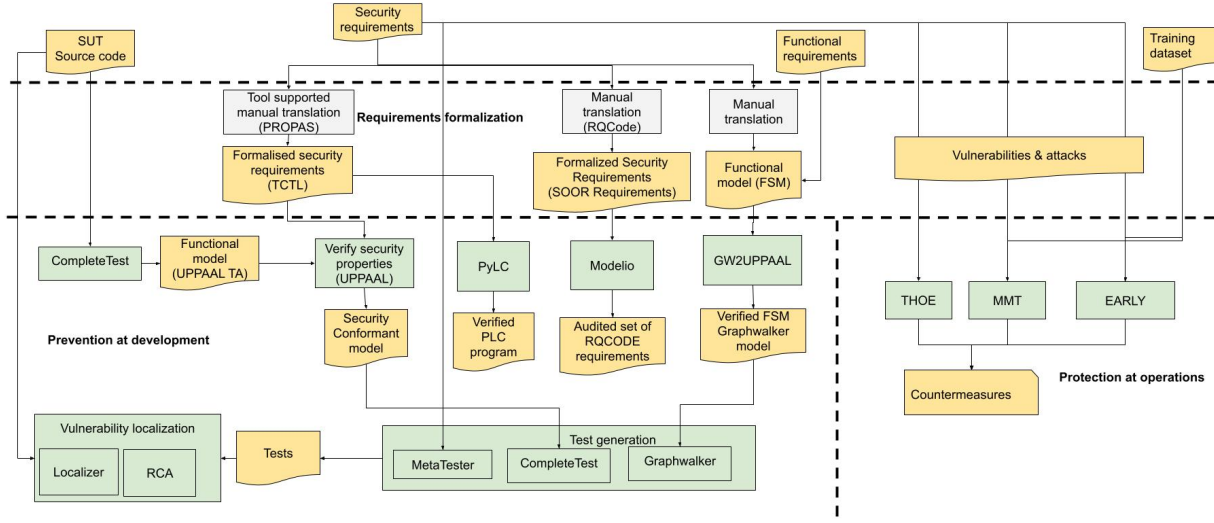 Security
requirements
SUT
Source code
Functional
requirements
Training
dataset
Tool supported
manual translation
(PROPAS)
Requirements formalization
Manual
translation
(RQCode)
Manual
translation
Formalised security
requirements
(TCTL)
Formalized Security
Requirements
(SOOR Requirements)
Functional
model (FSM)
Vulnerabilities & attacks
CompleteTest
Functional
model
(UPPAAL TA)
Verify security
properties
(UPPAAL)
PyLC
Modelio
GW2UPPAAL
THOE
MMT
EARLY
Prevention at development
Security
Conformant
model
Verified
PLC
program
Audited set of
RQCODE
requirements
Verified FSM
Graphwalker
model
Protection at operations
Countermeasures
Vulnerability localization
Localizer
RCA
Tests
Test generation
MetaTester
CompleteTest
Graphwalker